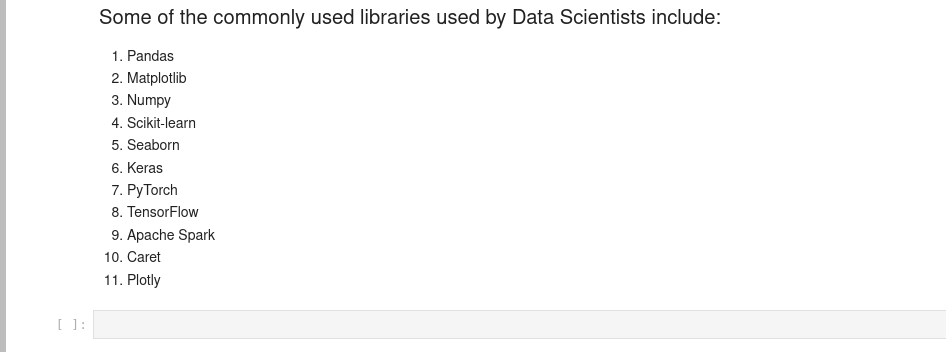 Some of the commonly used libraries used by Data Scientists include:
1. Pandas
2. Matplotlib
3. Numpy
4. Scikit-learn
5. Seaborn
6. Keras
7. PyTorch
8. TensorFlow
9. Apache Spark
10. Caret
11. Plotly
[ ]: